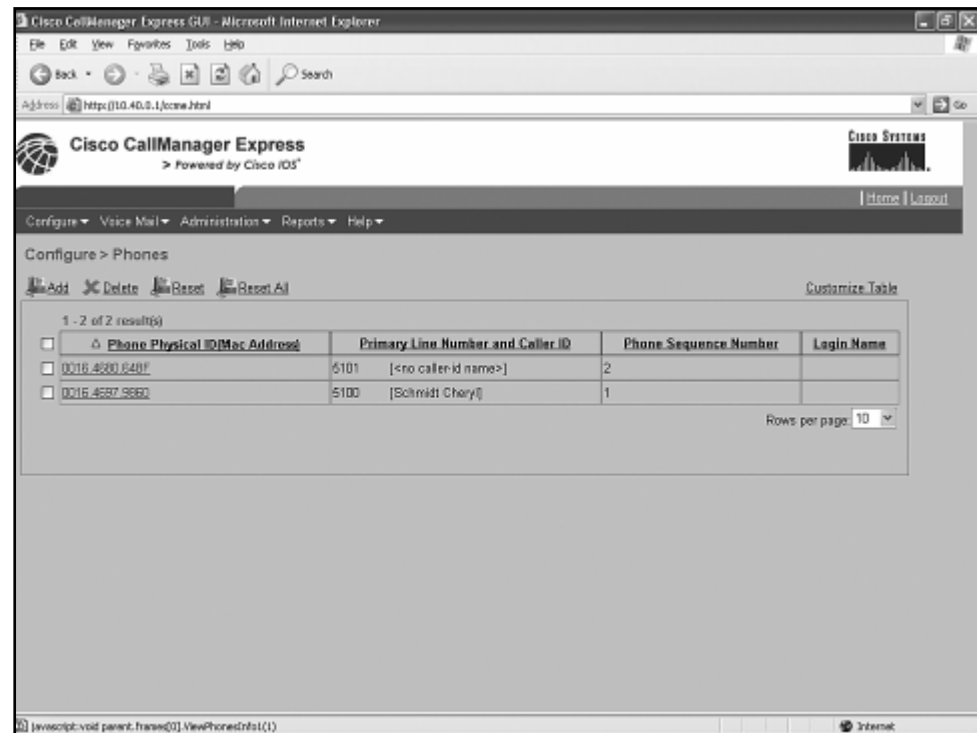 Cisco CallManager Express GUI - Microsoft Internet Explorer
File Edit View Favorites Tools Help
Back Search
Address http://10.40.0.1/ccme.html Go
Cisco CallManager Express
> Powered by Cisco IOS
CISCO SYSTEMS
Home Logout
Configure Voice Mail Administration Reports Help
Configure > Phones
Add Delete Reset Reset All Customize Table
1 - 2 of 2 result(s)
Phone Physical ID(Mac Address) Primary Line Number and Caller ID Phone Sequence Number Login Name
0016.4680.648F 5101 [<no caller-id name>] 2
0016.4697.9860 5100 [Schmidt Cheryl] 1
Rows per page: 10
javascript:void parent.frames[0].ViewPhonesInfo1(1) Internet